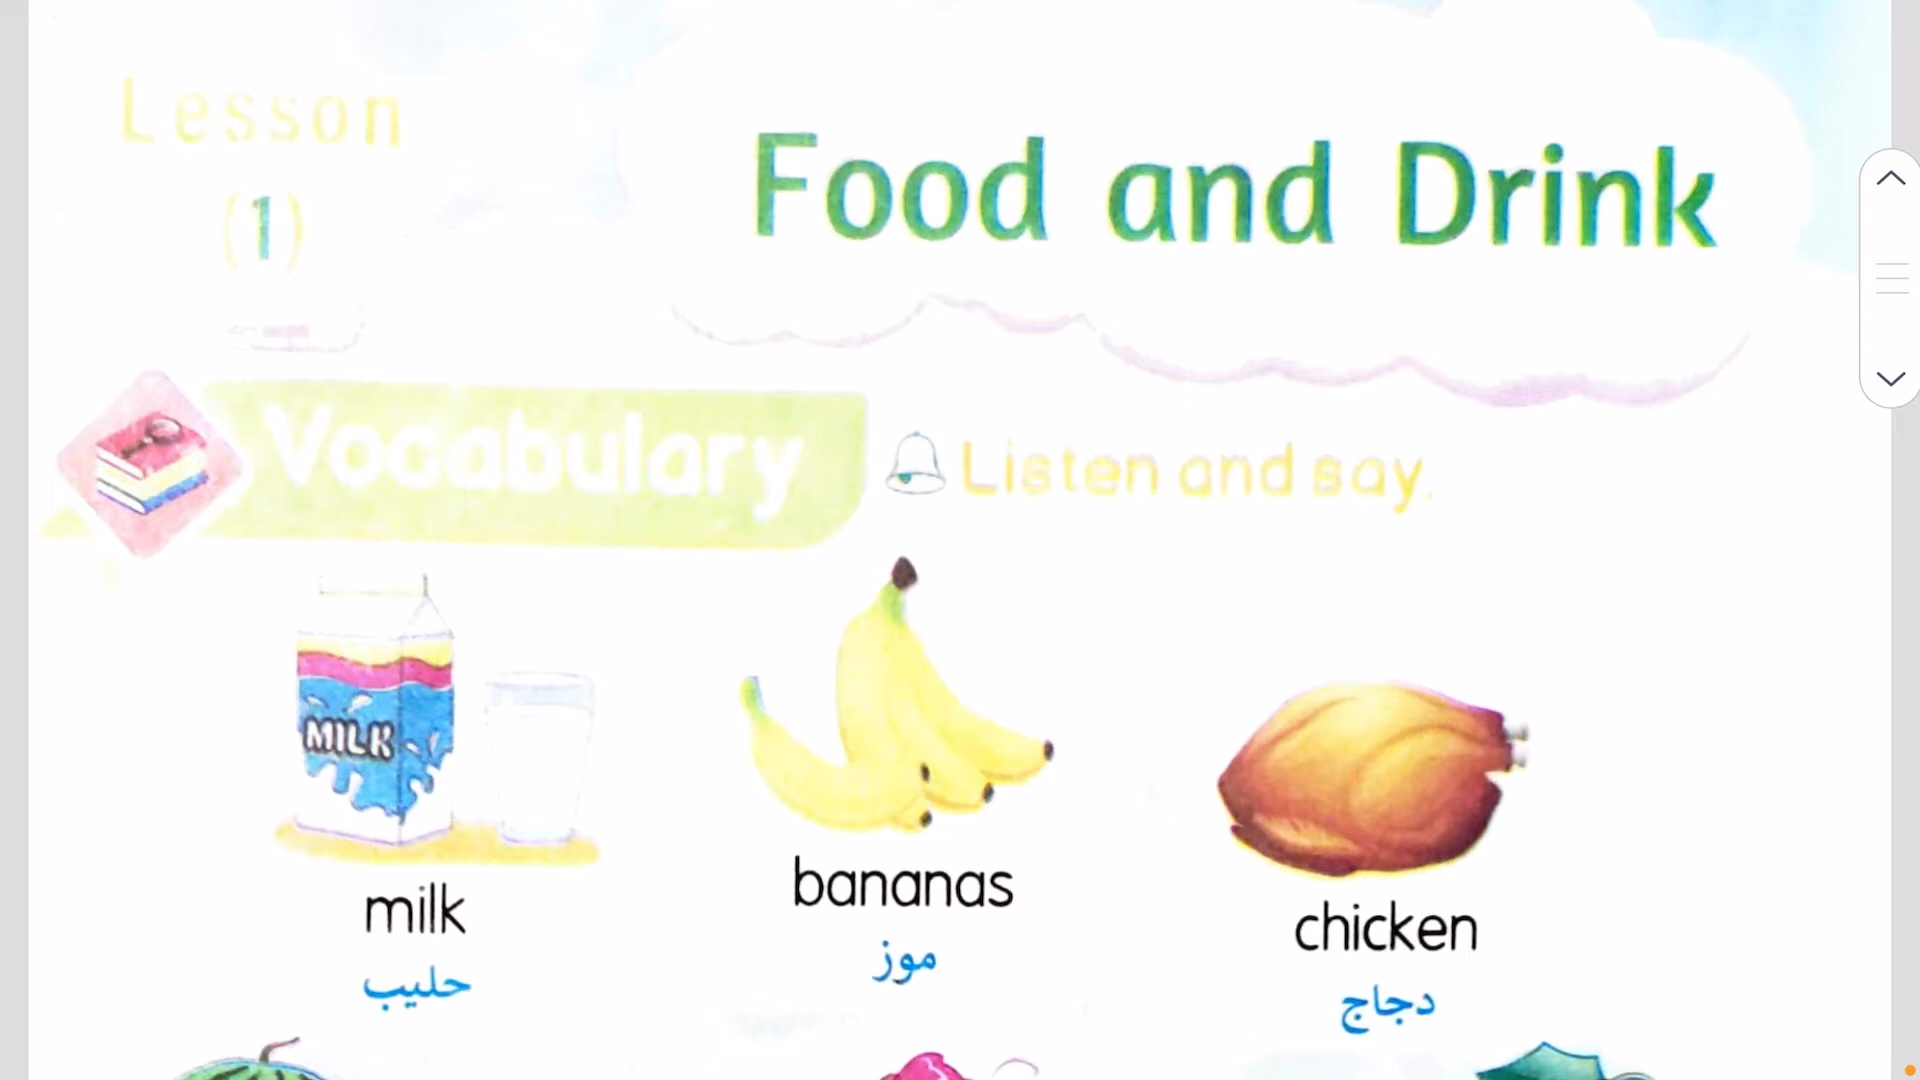 Lesson
(1)
Food and Drink
Vocabulary
Listen and say.
MILK
milk
حليب
bananas
موز
chicken
دجاج